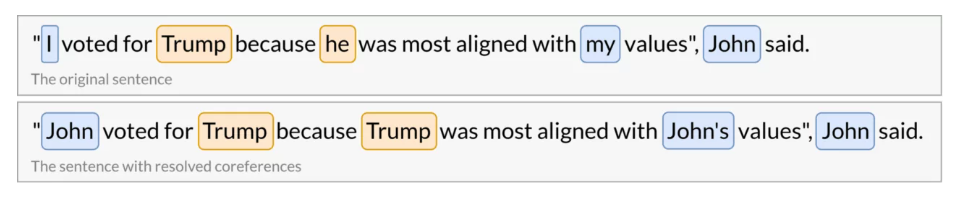 "I voted for Trump because he was most aligned with my values", John said.
The original sentence
"John voted for Trump because Trump was most aligned with John's values", John said.
The sentence with resolved coreferences